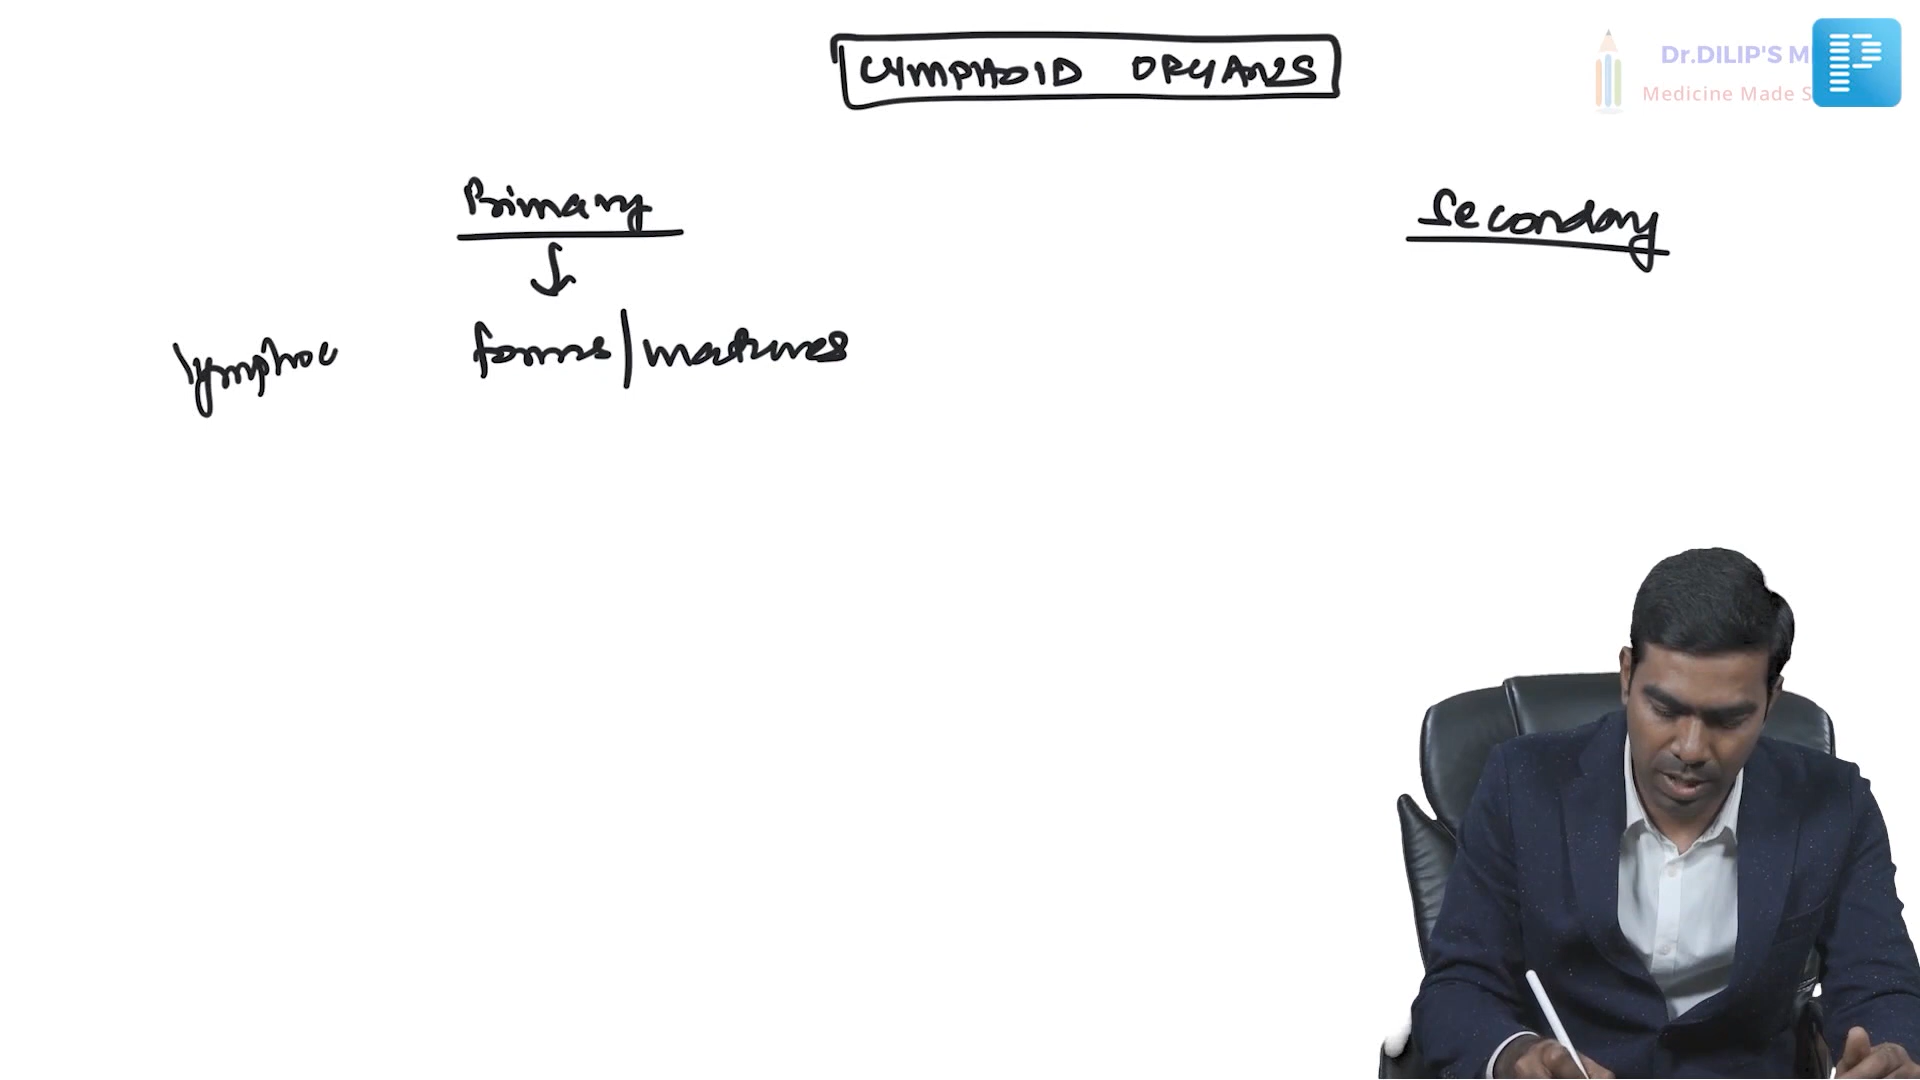 LYMPHOID ORGANS
Dr.DILIP'S M
Medicine Made S
P
Primary
Secondary
lymphoc forms/matures